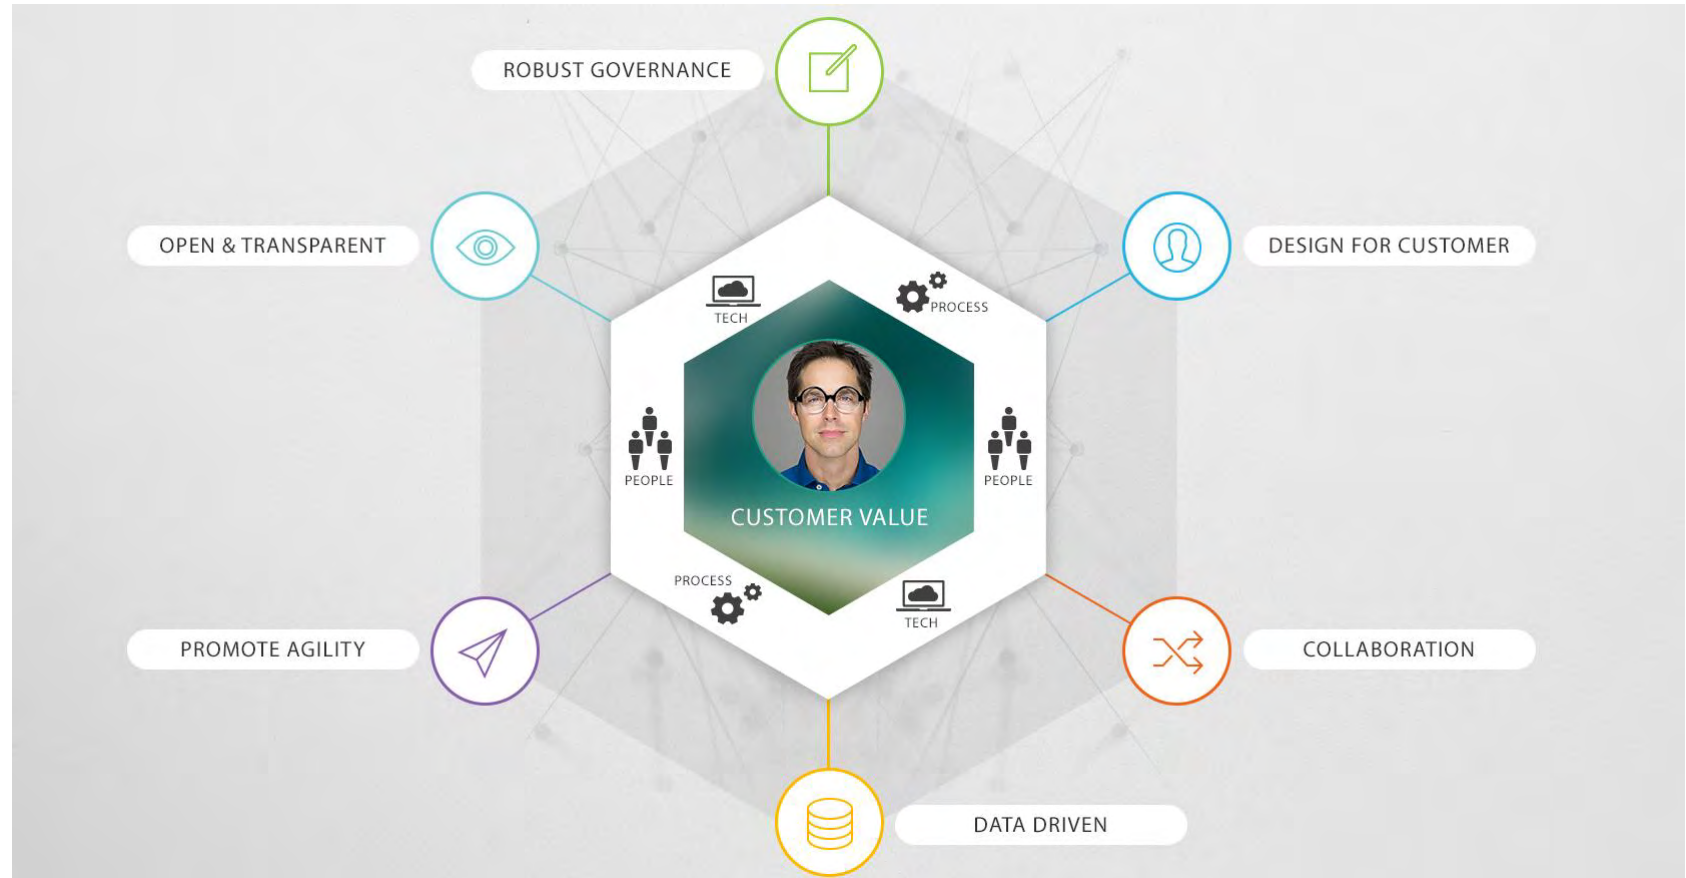 ROBUST GOVERNANCE
OPEN & TRANSPARENT
DESIGN FOR CUSTOMER
TECH
PROCESS
PEOPLE
PEOPLE
CUSTOMER VALUE
PROCESS
TECH
PROMOTE AGILITY
COLLABORATION
DATA DRIVEN